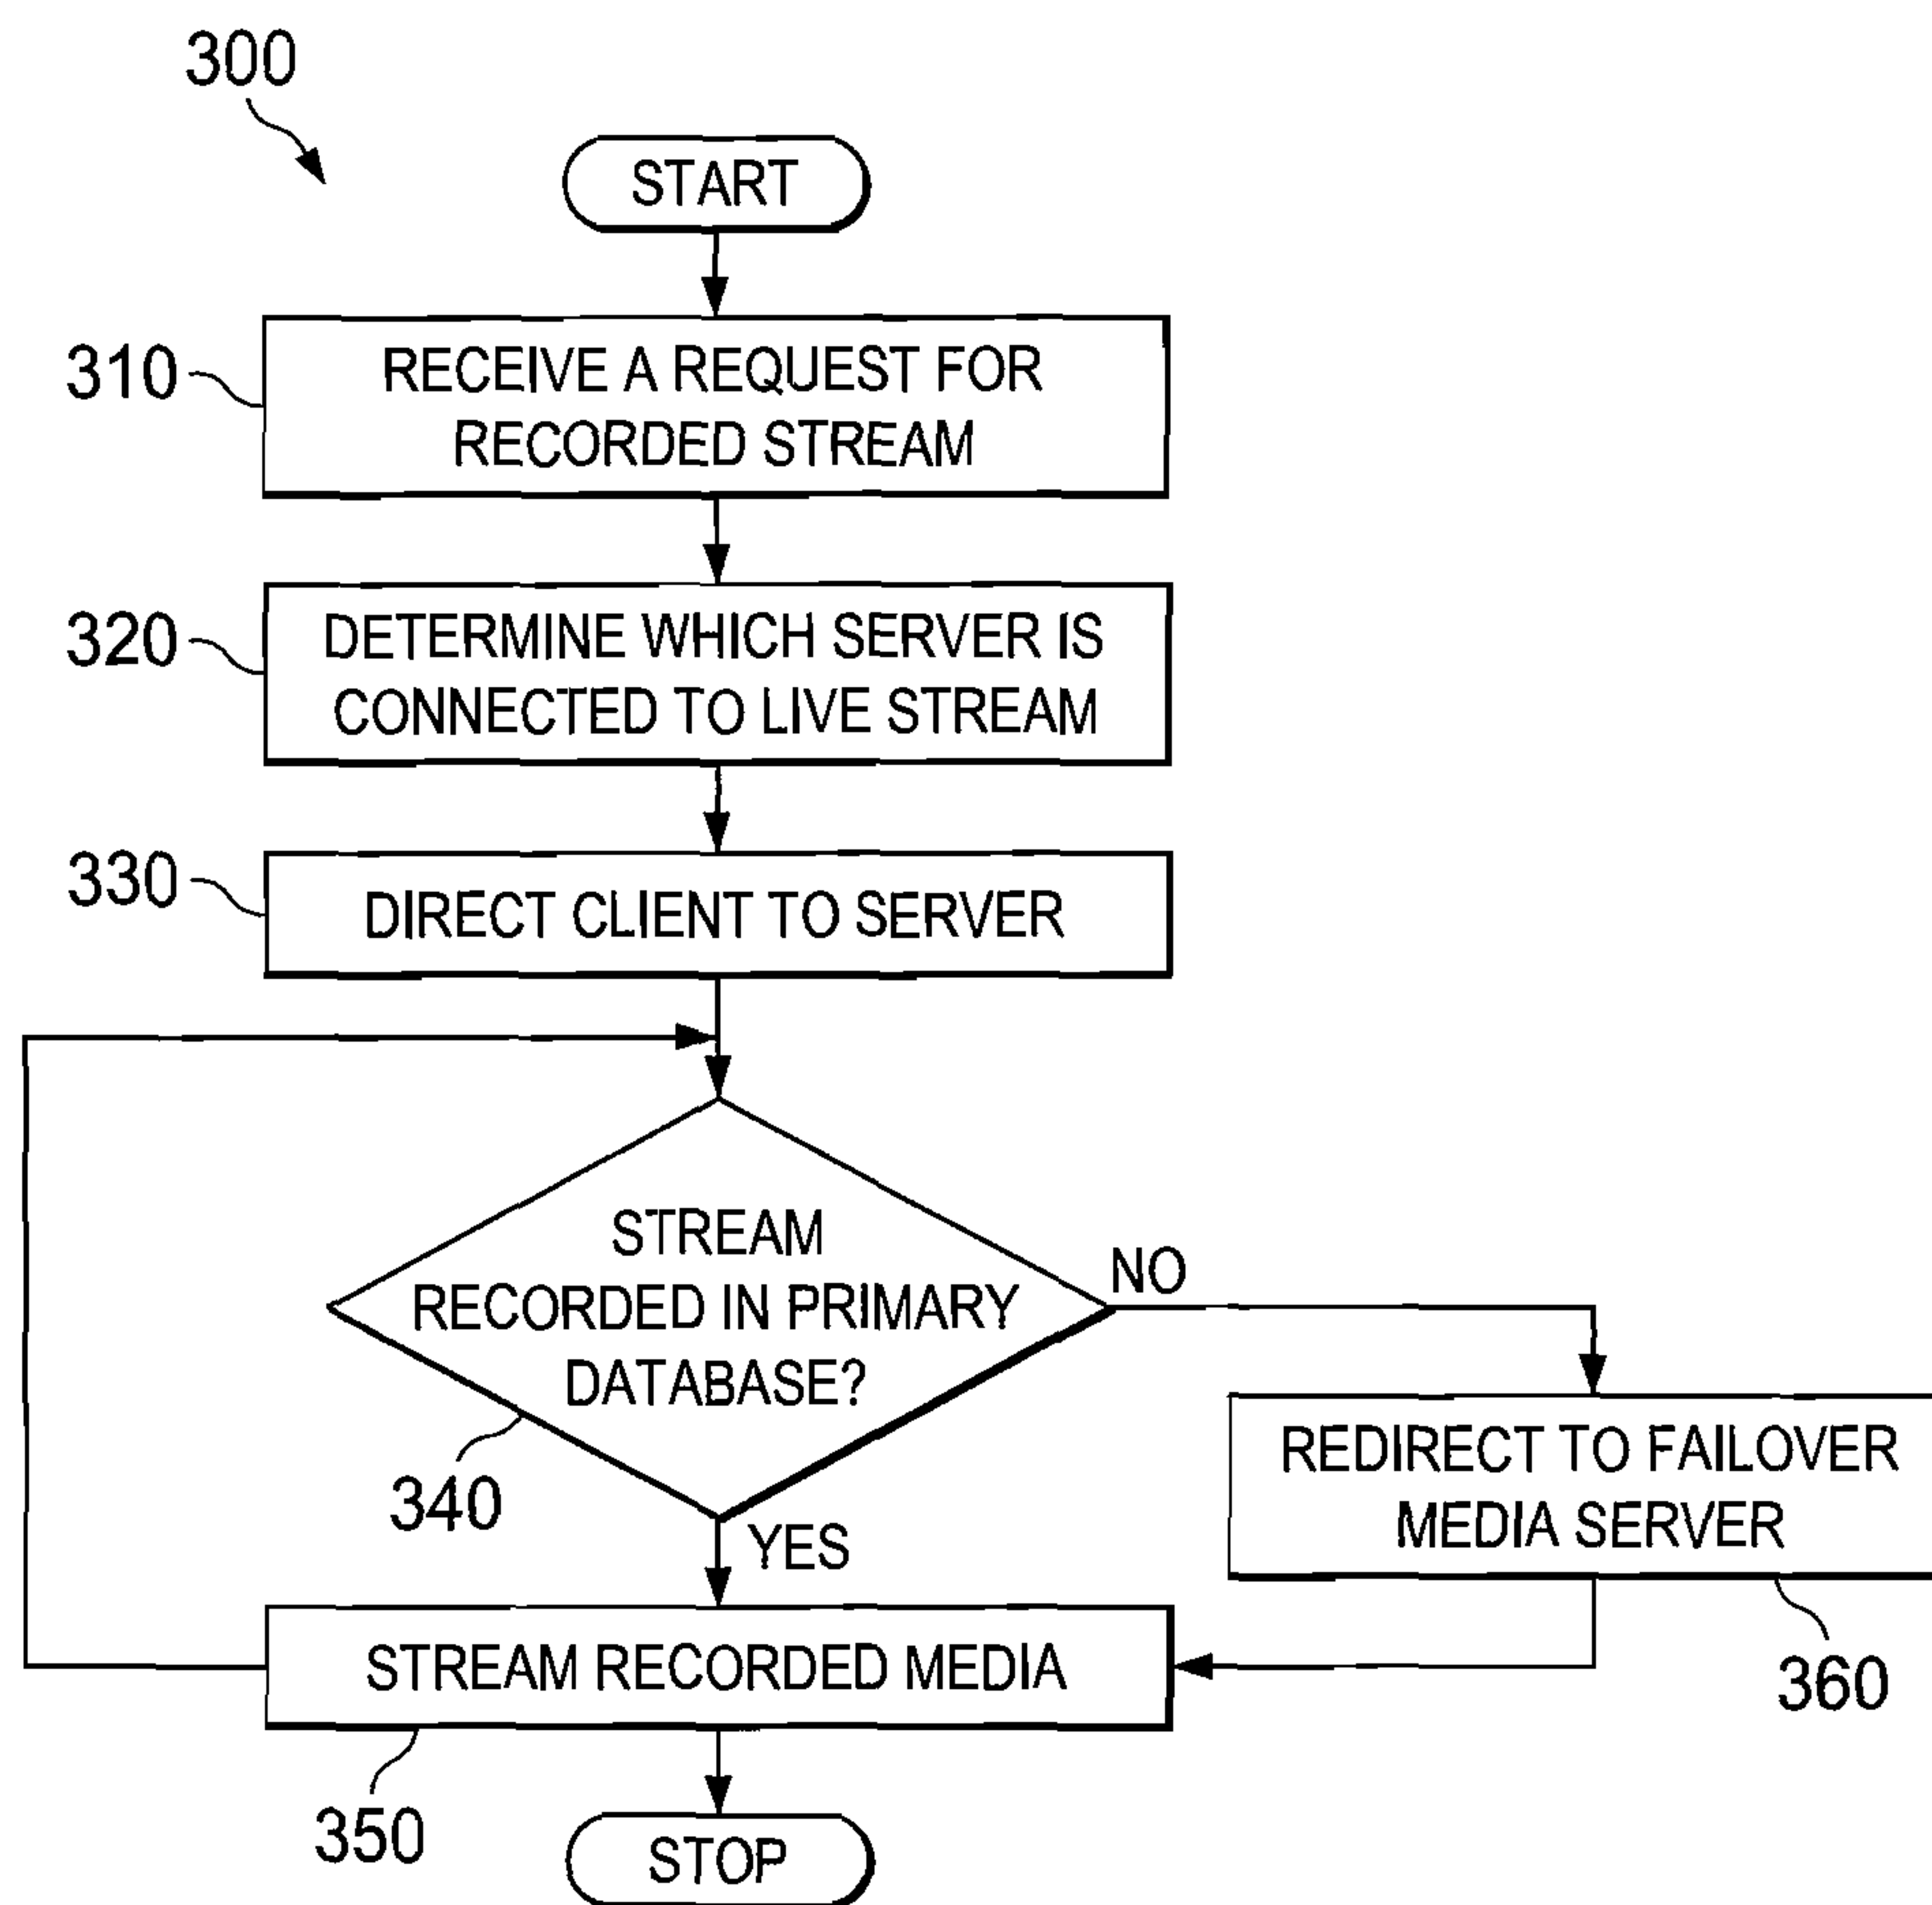 300
START
310
RECEIVE A REQUEST FOR
RECORDED STREAM
320
DETERMINE WHICH SERVER IS
CONNECTED TO LIVE STREAM
330
DIRECT CLIENT TO SERVER
STREAM
RECORDED IN PRIMARY
DATABASE?
NO
340
YES
REDIRECT TO FAILOVER
MEDIA SERVER
360
STREAM RECORDED MEDIA
350
STOP